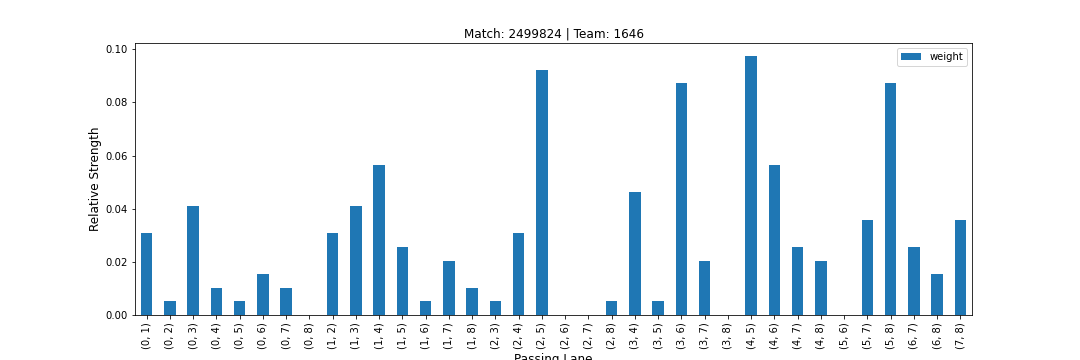 Match: 2499824 | Team: 1646
weight
Relative Strength
0.10
0.08
0.06
0.04
0.02
0.00
(0, 1) (0, 2) (0, 3) (0, 4) (0, 5) (0, 6) (0, 7) (0, 8) (1, 2) (1, 3) (1, 4) (1, 5) (1, 6) (1, 7) (1, 8) (2, 3) (2, 4) (2, 5) (2, 6) (2, 7) (2, 8) (3, 4) (3, 5) (3, 6) (3, 7) (3, 8) (4, 5) (4, 6) (4, 7) (4, 8) (5, 6) (5, 7) (5, 8) (6, 7) (6, 8) (7, 8)
Passing Lane